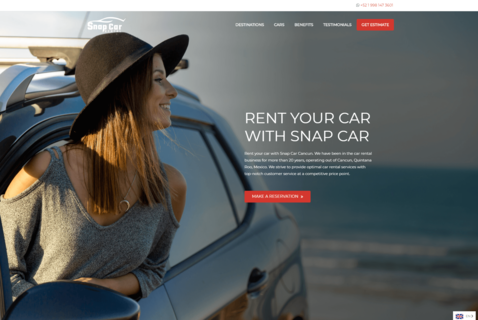 Snap Car
DESTINATIONS CARS BENEFITS TESTIMONIALS GET ESTIMATE
RENT YOUR CAR
WITH SNAP CAR
Rent your car with Snap Car Cancun. We have been in the car rental
business for more than 20 years, operating out of Cancun, Quintana
Roo, Mexico. We strive to provide optimal car rental services with
top-notch customer service at a competitive price point.
MAKE A RESERVATION